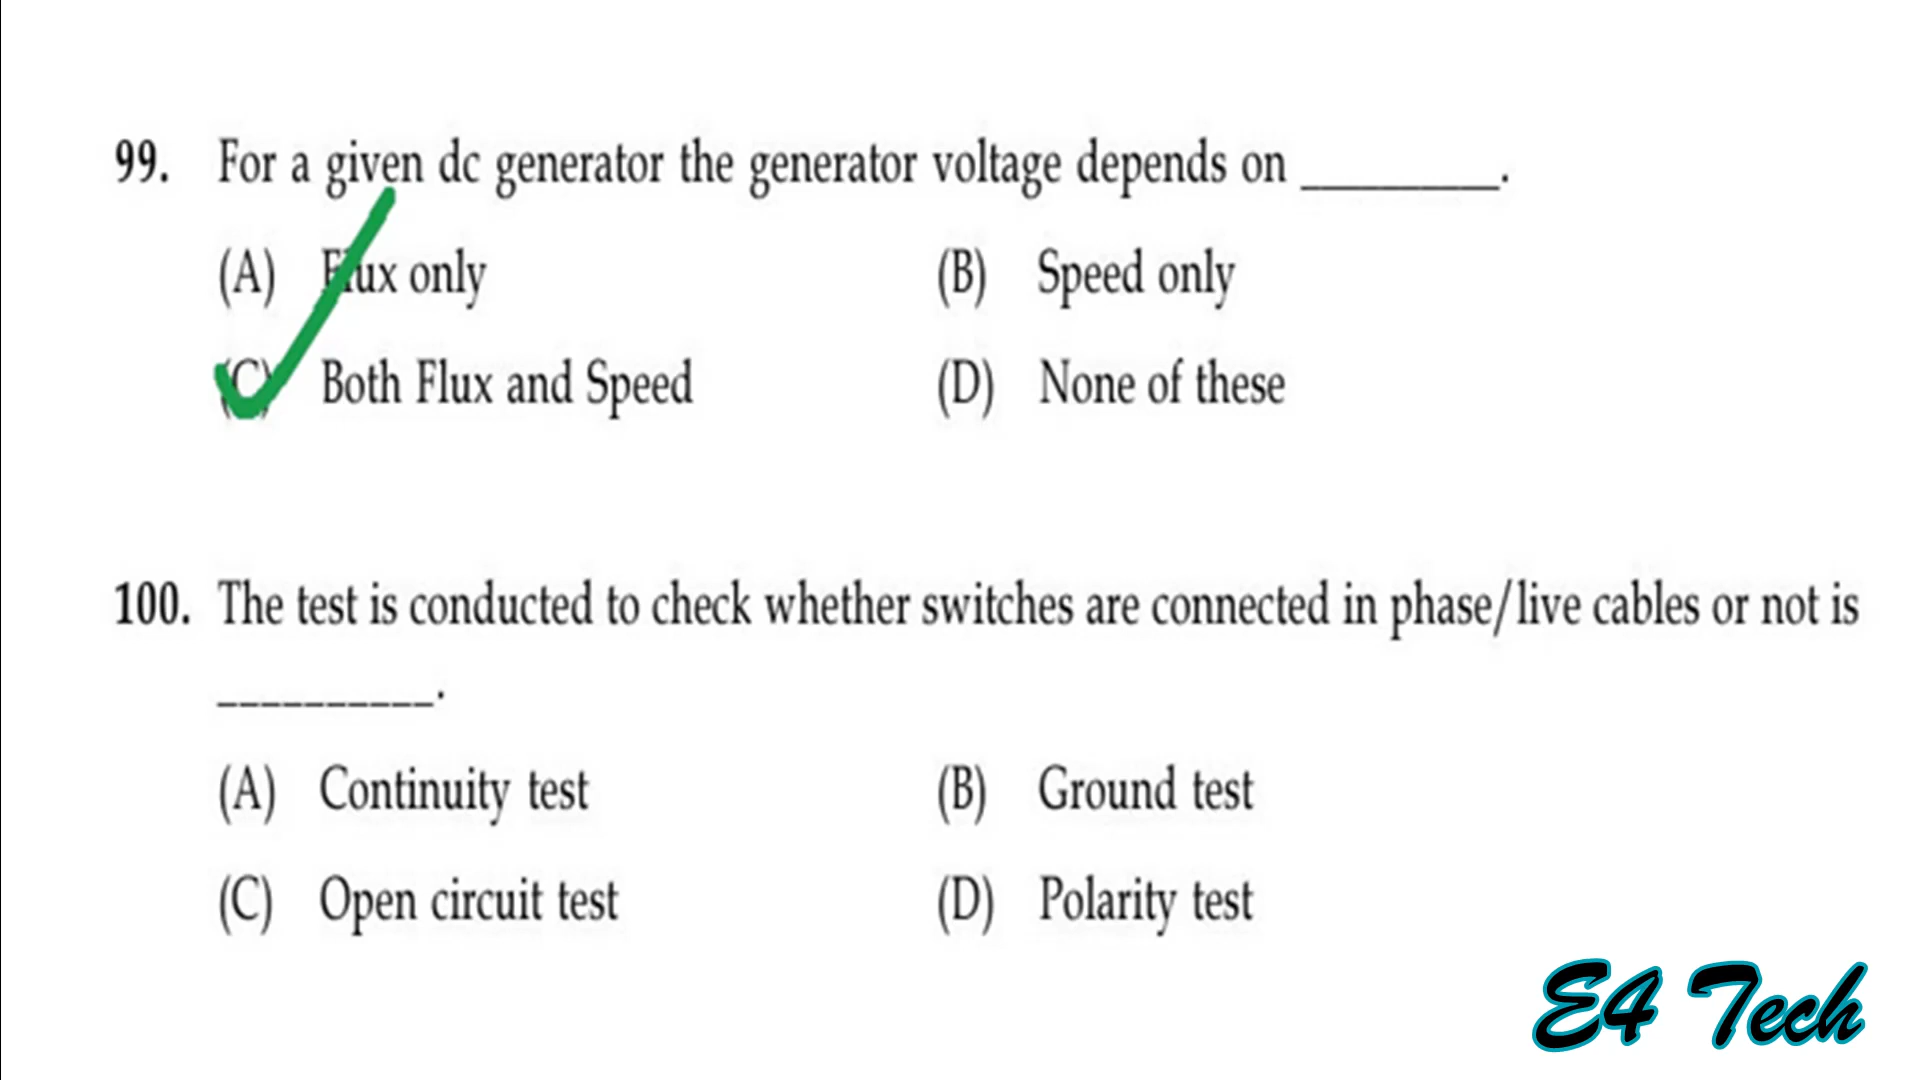 99. For a given dc generator the generator voltage depends on _________.
(A) Flux only (B) Speed only
(C) Both Flux and Speed (D) None of these
100. The test is conducted to check whether switches are connected in phase/live cables or not is
__________.
(A) Continuity test (B) Ground test
(C) Open circuit test (D) Polarity test
E4 Tech